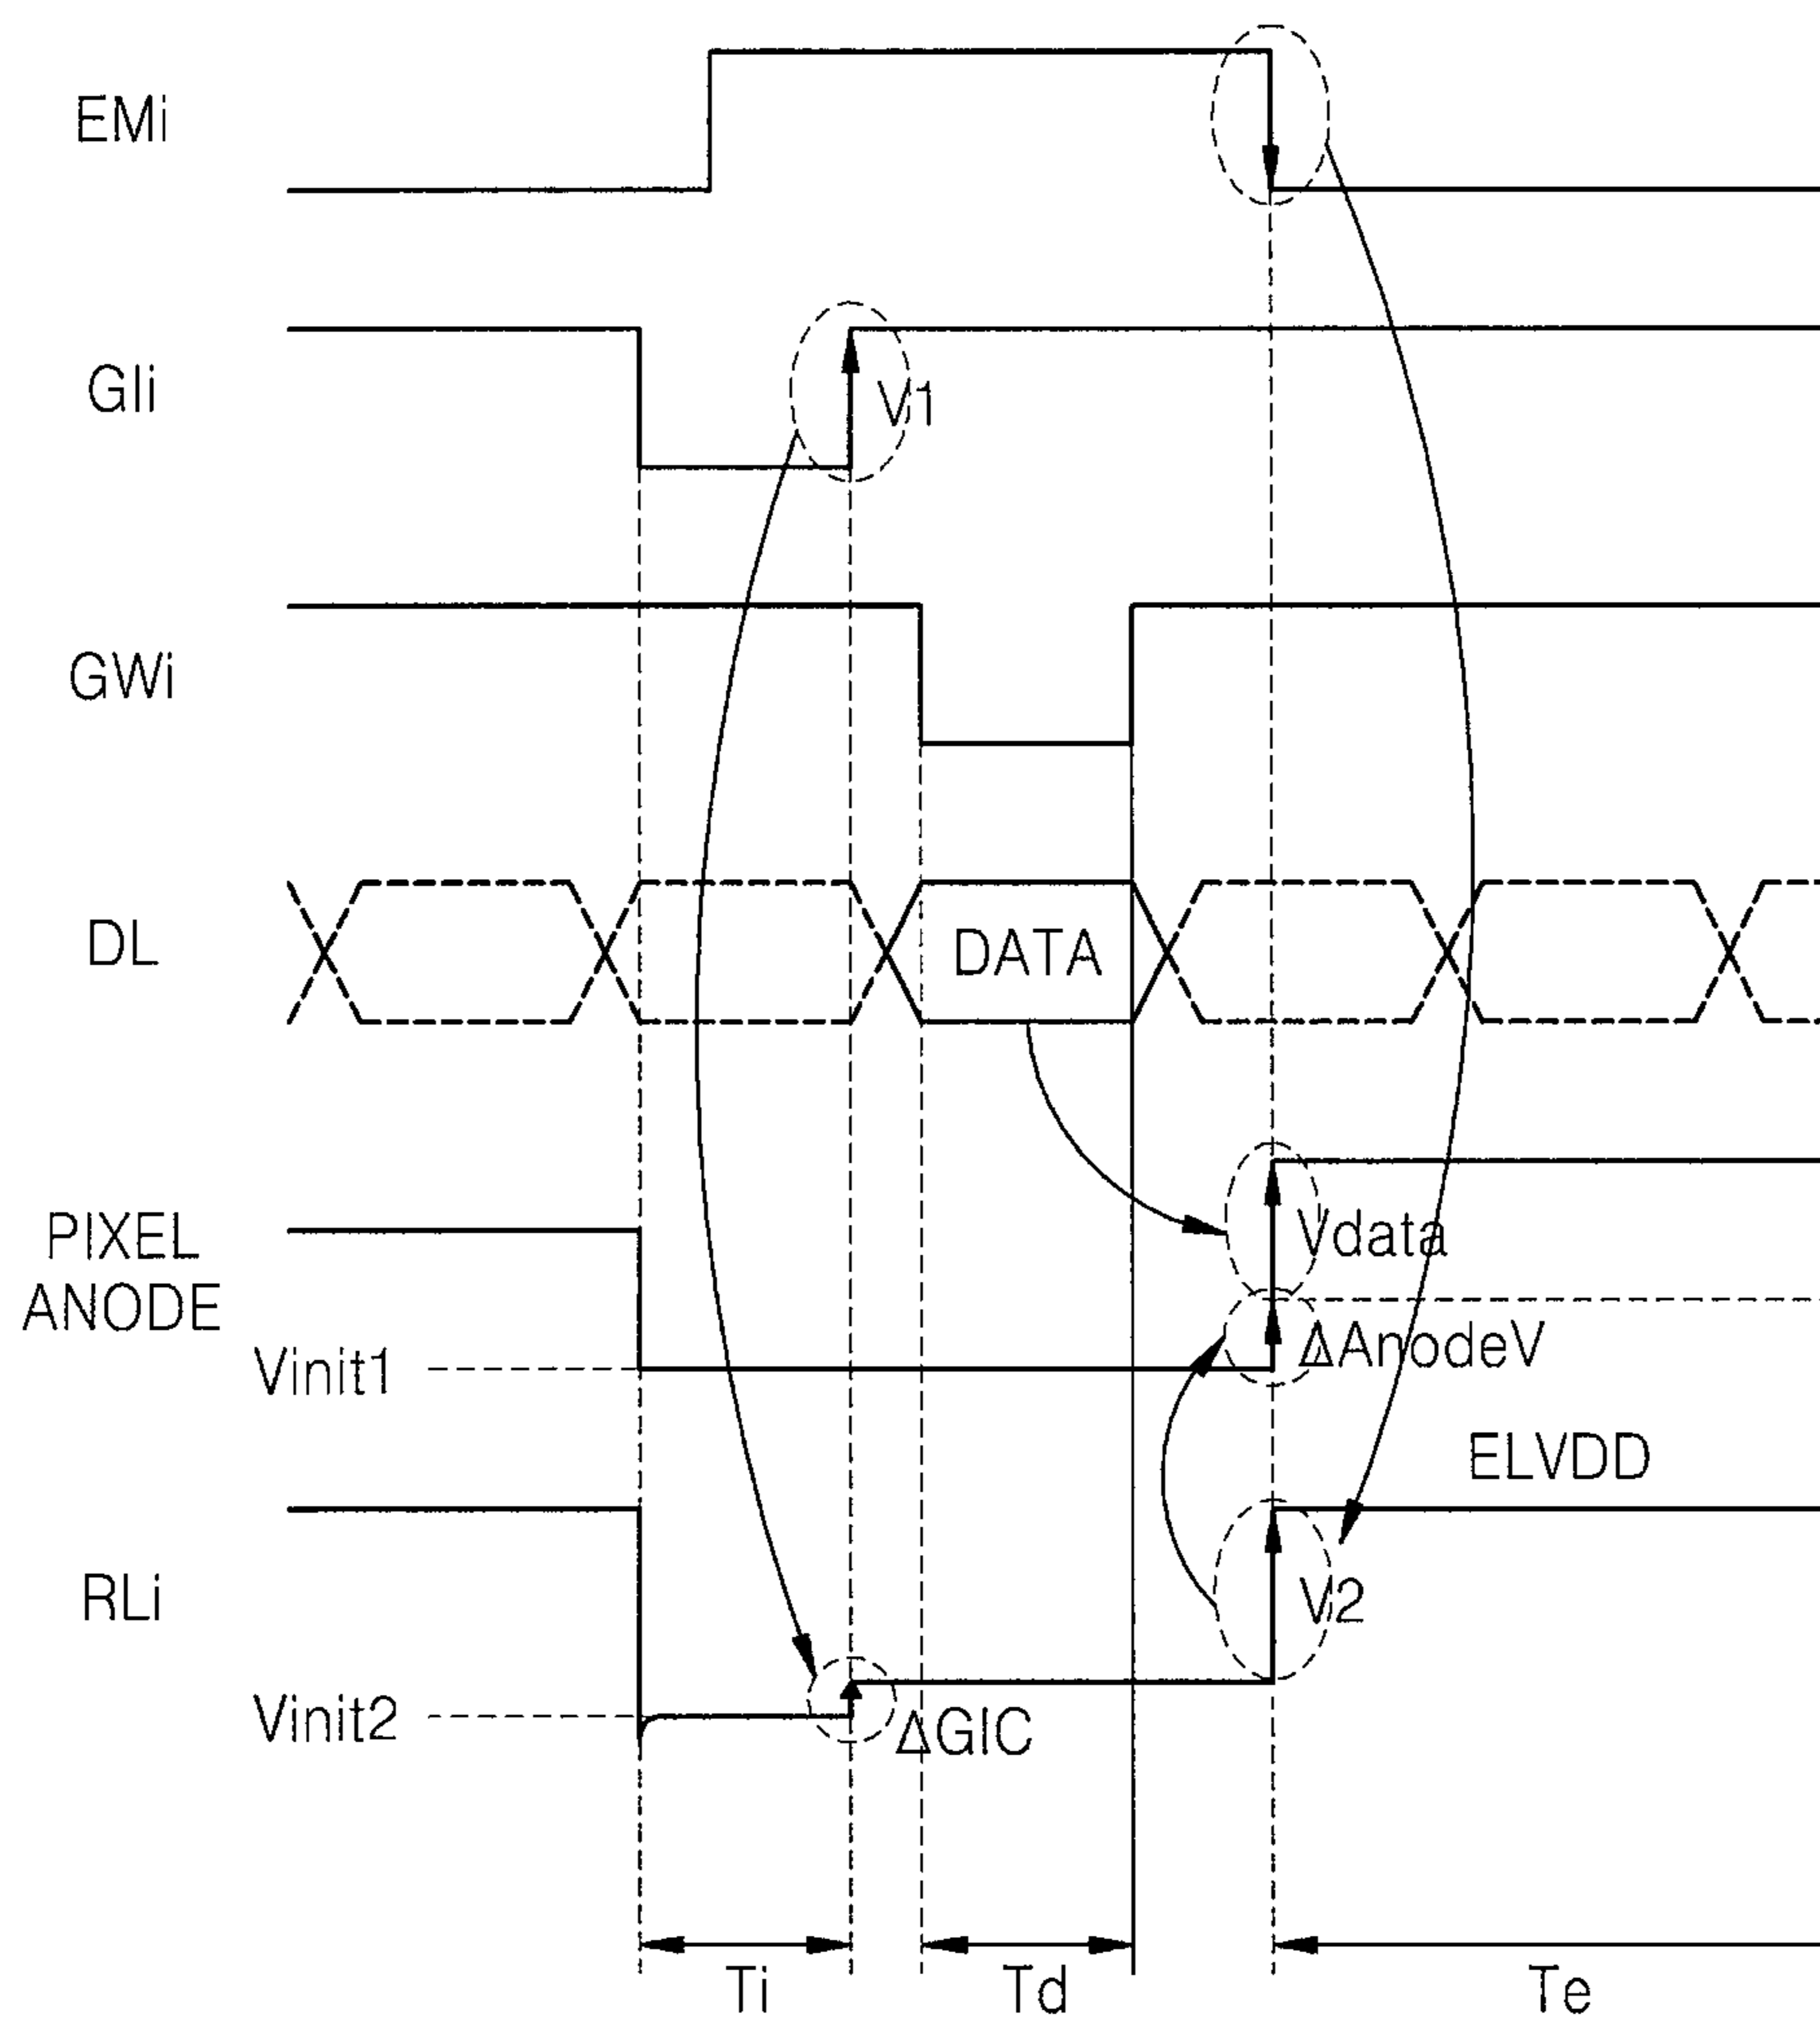 EMi
GIi
V1
GWi
DL
DATA
PIXEL
ANODE
Vdata
ΔAnodeV
Vinit1
ELVDD
RLi
V2
Vinit2
ΔGIC
Ti
Td
Te